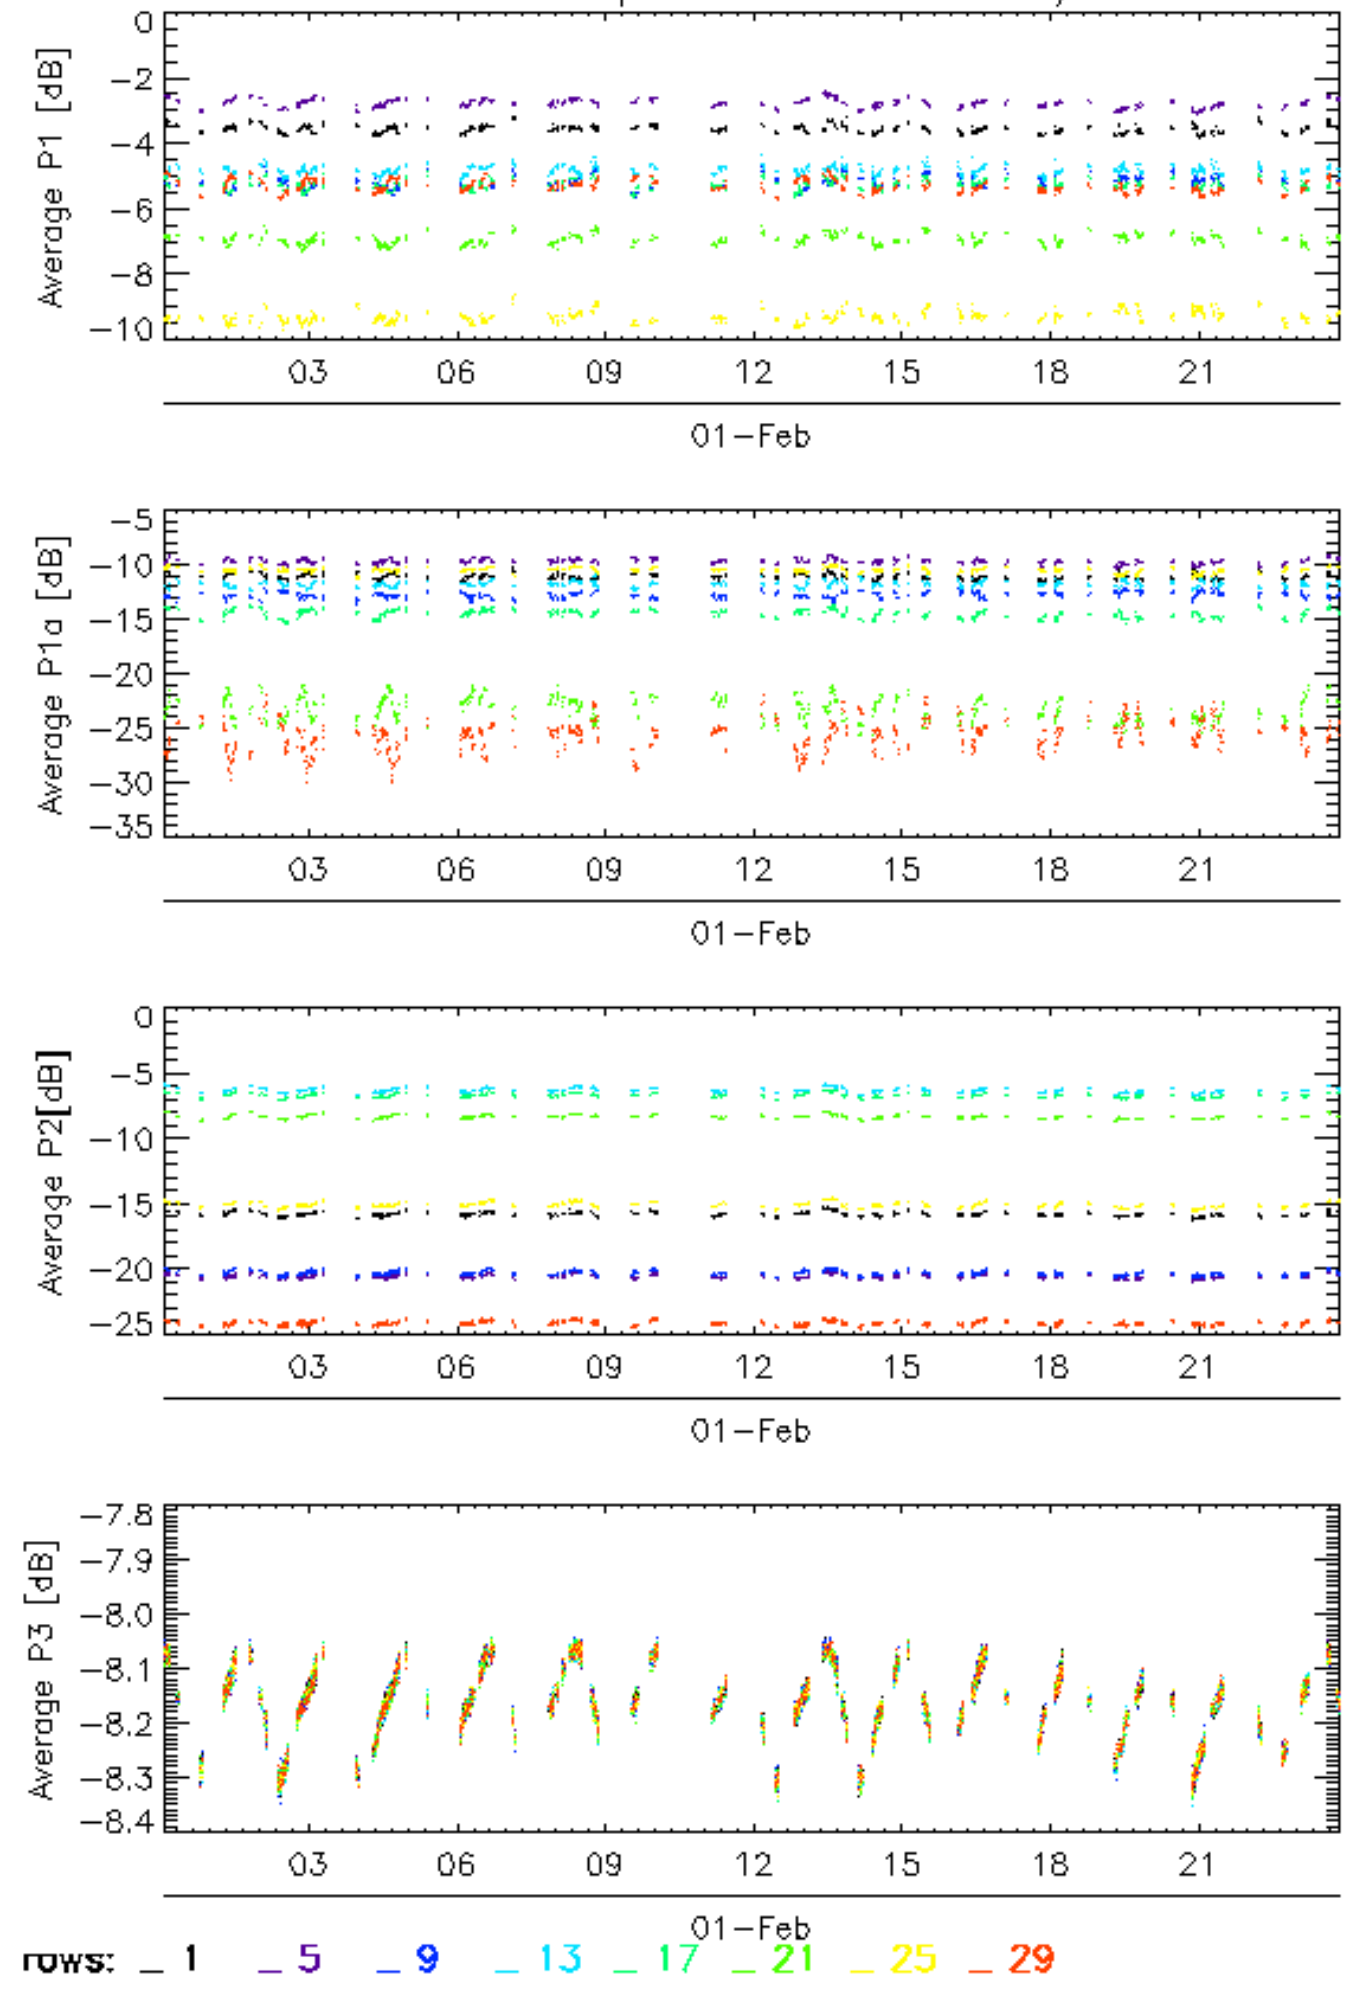 Average P1 [dB]
0
−2
−4
−6
−8
−10
03 06 09 12 15 18 21
01−Feb
Average P1a [dB]
−5
−10
−15
−20
−25
−30
−35
03 06 09 12 15 18 21
01−Feb
Average P2[dB]
0
−5
−10
−15
−20
−25
03 06 09 12 15 18 21
01−Feb
Average P3 [dB]
−7.8
−7.9
−8.0
−8.1
−8.2
−8.3
−8.4
03 06 09 12 15 18 21
01−Feb
rows: _ 1 _ 5 _ 9 _ 13 _ 17 _ 21 _ 25 _ 29